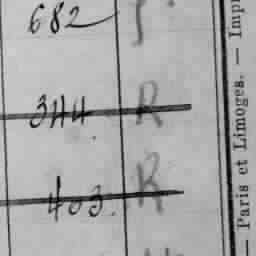 682 P
344. R
403. R
— Paris et Limoges. — Imp